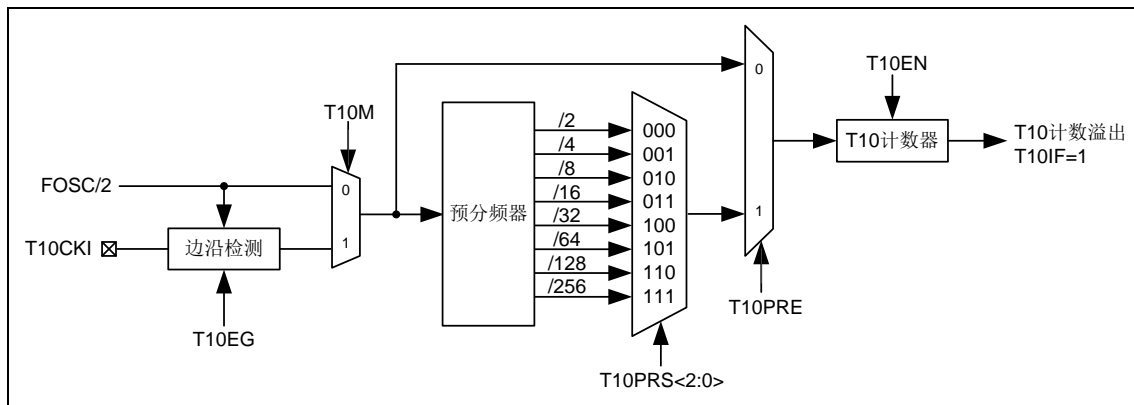 T10M
FOSC/2
T10CKI
边沿检测
T10EG
0
1
预分频器
/2
/4
/8
/16
/32
/64
/128
/256
000
001
010
011
100
101
110
111
T10PRS<2:0>
0
1
T10PRE
T10EN
T10计数器
T10计数溢出
T10IF=1